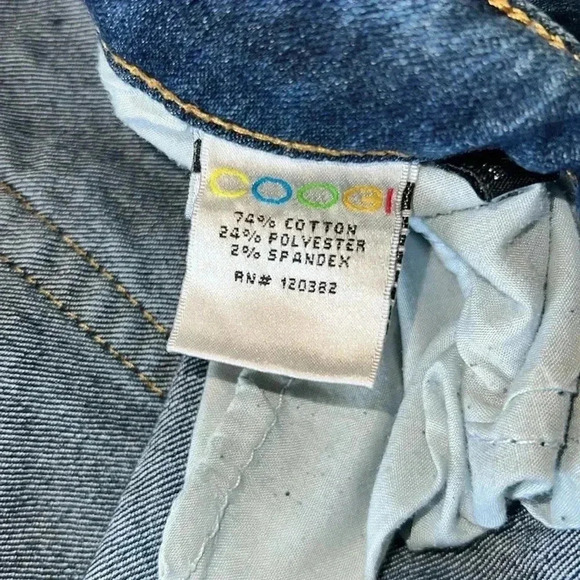 COOGI
74% COTTON
24% POLYESTER
2% SPANDEX
RN# 120382